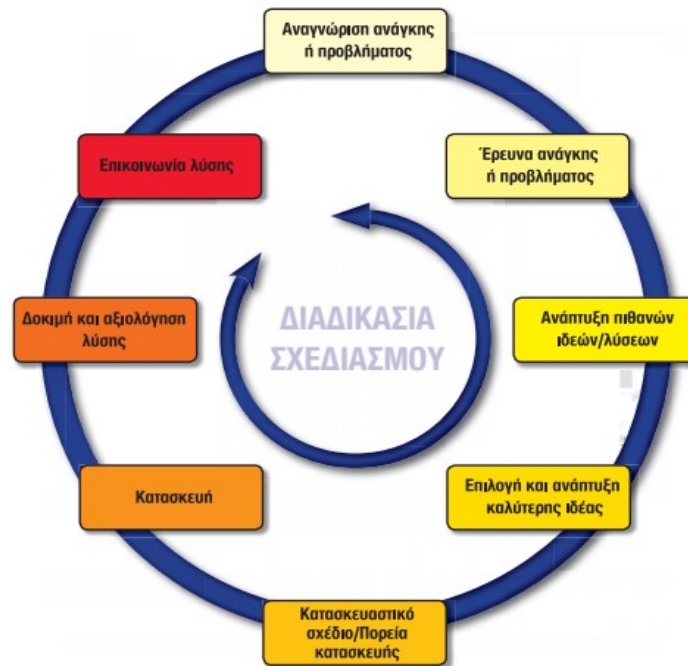 Αναγνώριση ανάγκης
ή προβλήματος
Έρευνα ανάγκης
ή προβλήματος
Ανάπτυξη πιθανών
ιδεών/λύσεων
Επιλογή και ανάπτυξη
καλύτερης ιδέας
Κατασκευαστικό
σχέδιο/Πορεία
κατασκευής
Κατασκευή
Δοκιμή και αξιολόγηση
λύσης
Επικοινωνία λύσης
ΔΙΑΔΙΚΑΣΙΑ
ΣΧΕΔΙΑΣΜΟΥ